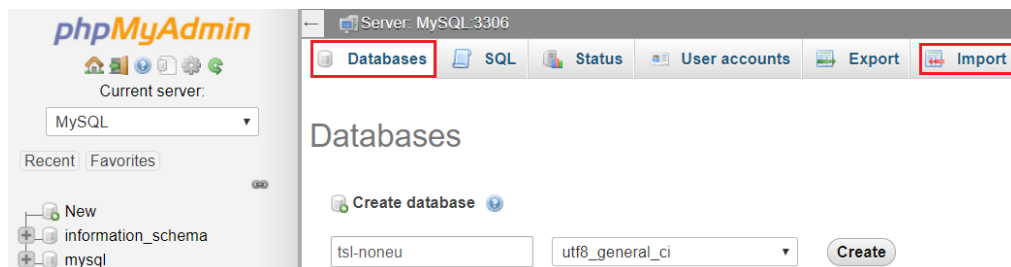 phpMyAdmin
Current server:
MySQL
Recent Favorites
New
information_schema
mysql
Server: MySQL:3306
Databases SQL Status User accounts Export Import
Databases
Create database
tsl-noneu utf8_general_ci Create